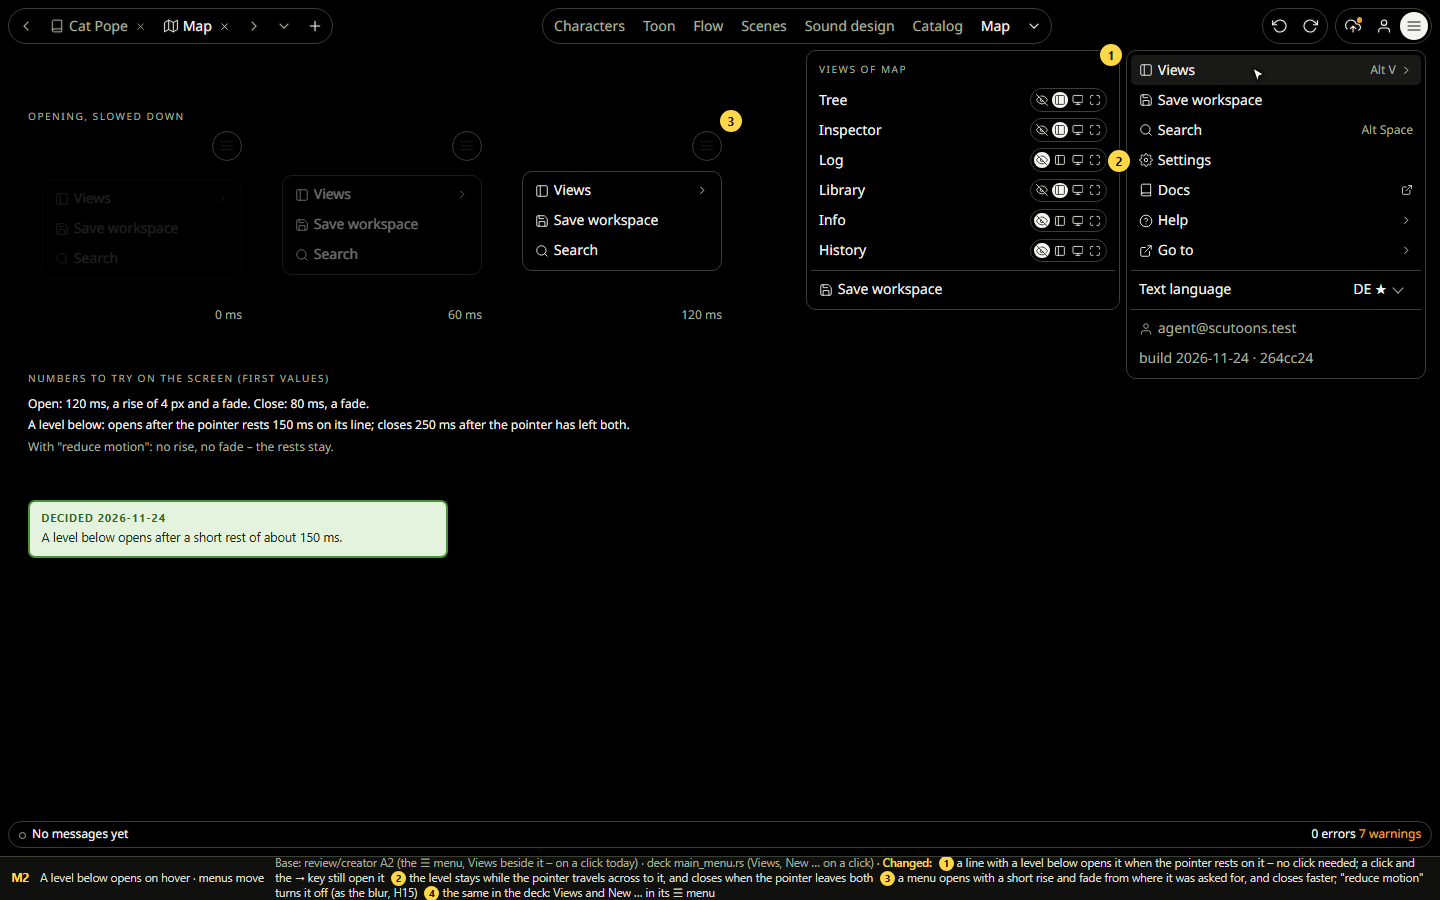 Cat Pope
Map
Characters
Toon
Flow
Scenes
Sound design
Catalog
Map
1
VIEWS OF MAP
Tree
Inspector
Log
Library
Info
History
Save workspace
2
Views Alt V
Save workspace
Search Alt Space
Settings
Docs
Help
Go to
Text language DE ★
agent@scutoons.test
build 2026-11-24 · 264cc24
OPENING, SLOWED DOWN
3
Views
Save workspace
Search
0 ms
Views
Save workspace
Search
60 ms
Views
Save workspace
Search
120 ms
NUMBERS TO TRY ON THE SCREEN (FIRST VALUES)
Open: 120 ms, a rise of 4 px and a fade. Close: 80 ms, a fade.
A level below: opens after the pointer rests 150 ms on its line; closes 250 ms after the pointer has left both.
With "reduce motion": no rise, no fade – the rests stay.
DECIDED 2026-11-24
A level below opens after a short rest of about 150 ms.
No messages yet
0 errors 7 warnings
M2 A level below opens on hover · menus move
Base: review/creator A2 (the ☰ menu, Views beside it – on a click today) · deck main_menu.rs (Views, New ... on a click) · Changed: 1 a line with a level below opens it when the pointer rests on it – no click needed; a click and
the → key still open it 2 the level stays while the pointer travels across to it, and closes when the pointer leaves both 3 a menu opens with a short rise and fade from where it was asked for, and closes faster; "reduce motion"
turns it off (as the blur, H15) 4 the same in the deck: Views and New ... in its ☰ menu